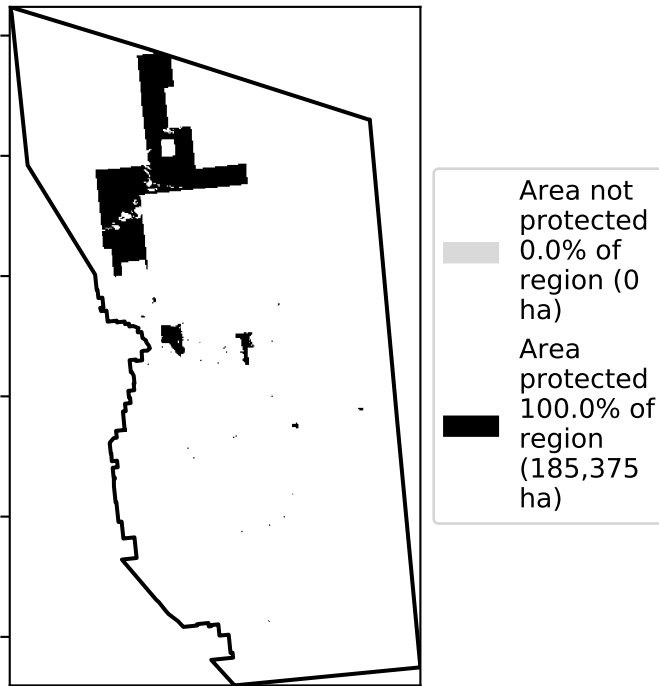 Area not
protected
0.0% of
region (0
ha)
Area
protected
100.0% of
region
(185,375
ha)